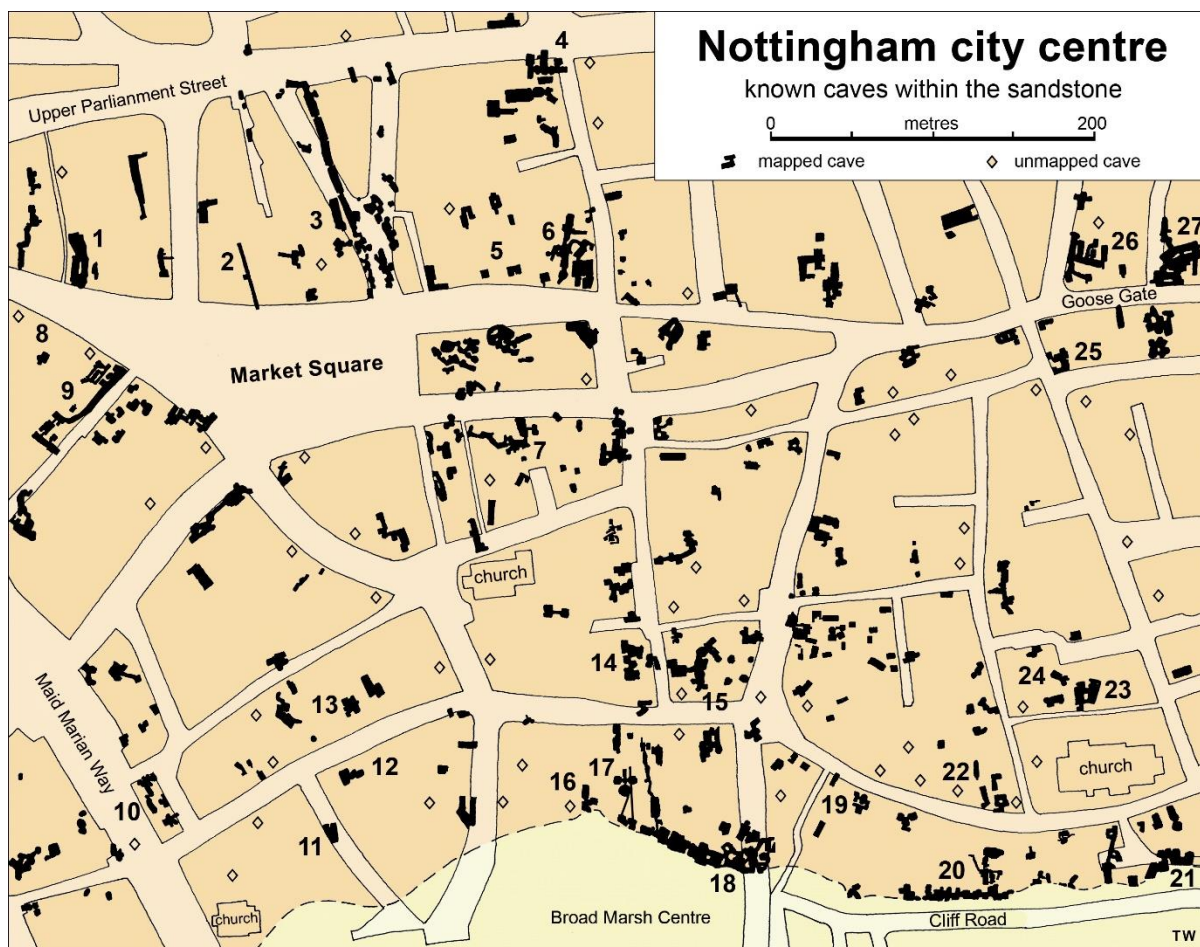 Nottingham city centre
known caves within the sandstone
0 metres 200
mapped cave
unmapped cave
Upper Parlianment Street
4
1
2
3
5
6
26
27
Goose Gate
8
9
Market Square
25
7
church
14
15
24
23
Maid Marian Way
13
12
10
11
16
17
18
19
22
church
20
21
church
Broad Marsh Centre
Cliff Road
TW